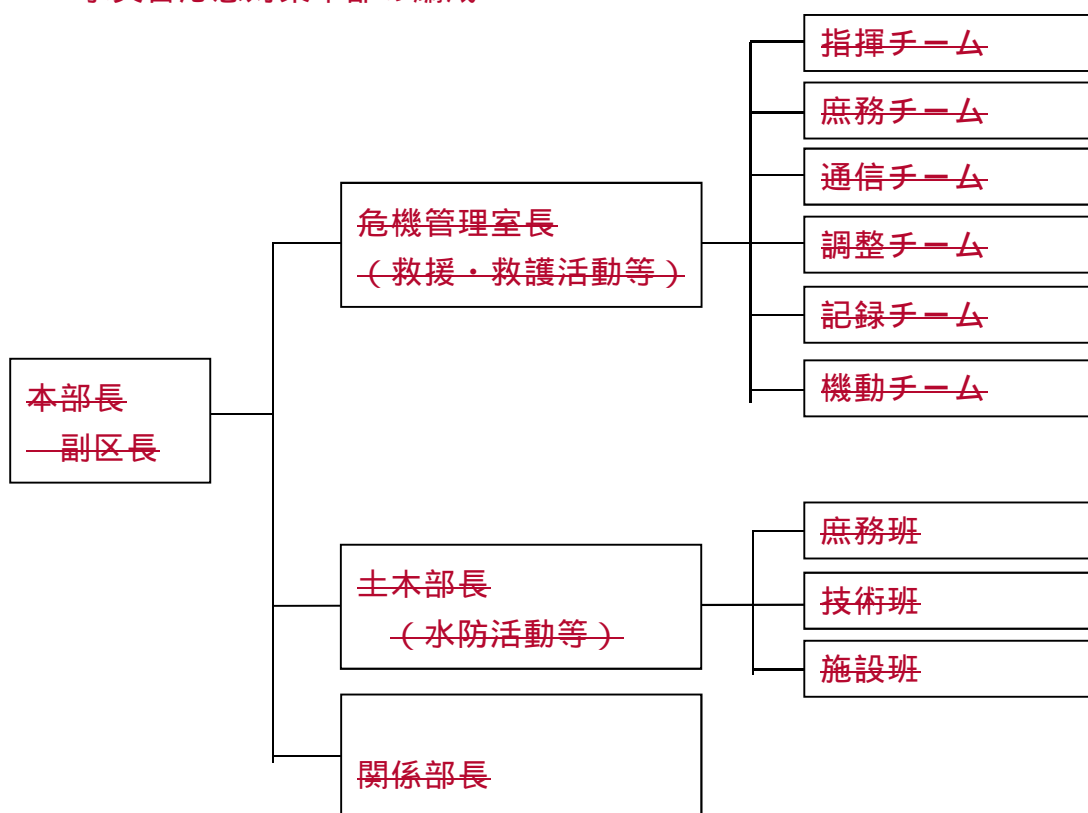 本部長
副区長
危機管理室長
（救援・救護活動等）
指揮チーム
庶務チーム
通信チーム
調整チーム
記録チーム
機動チーム
土木部長
（水防活動等）
庶務班
技術班
施設班
関係部長